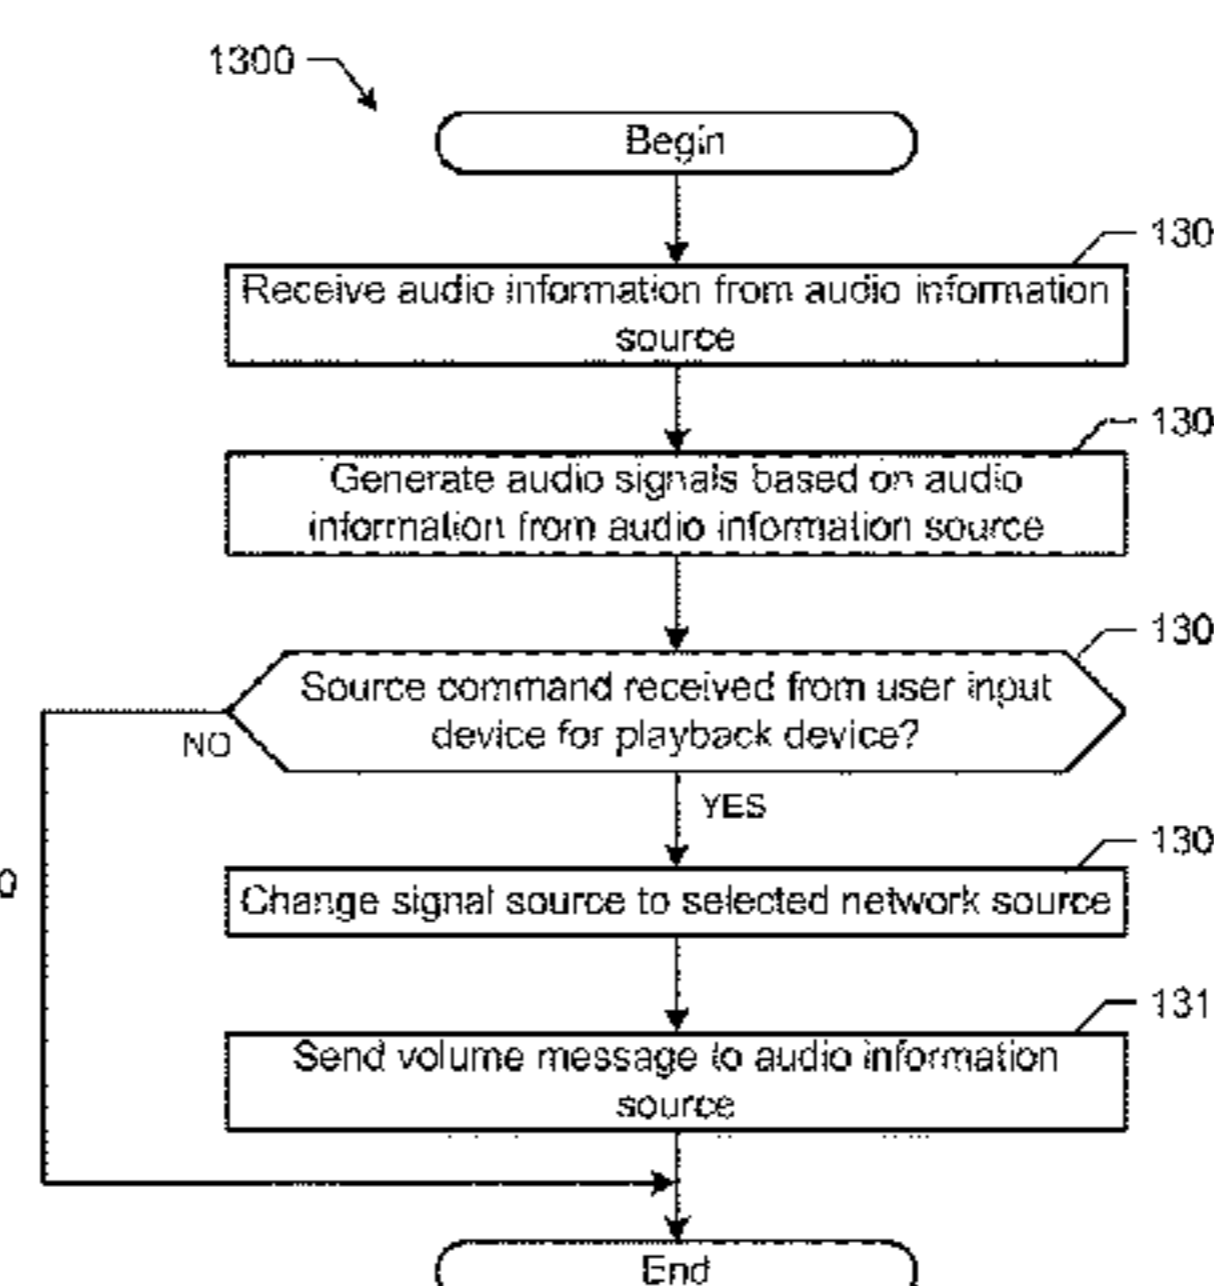 1300
Begin
130
Receive audio information from audio information
source
130
Generate audio signals based on audio
information from audio information source
130
Source command received from user input
device for playback device?
NO
YES
130
0
Change signal source to selected network source
131
Send volume message to audio information
source
End